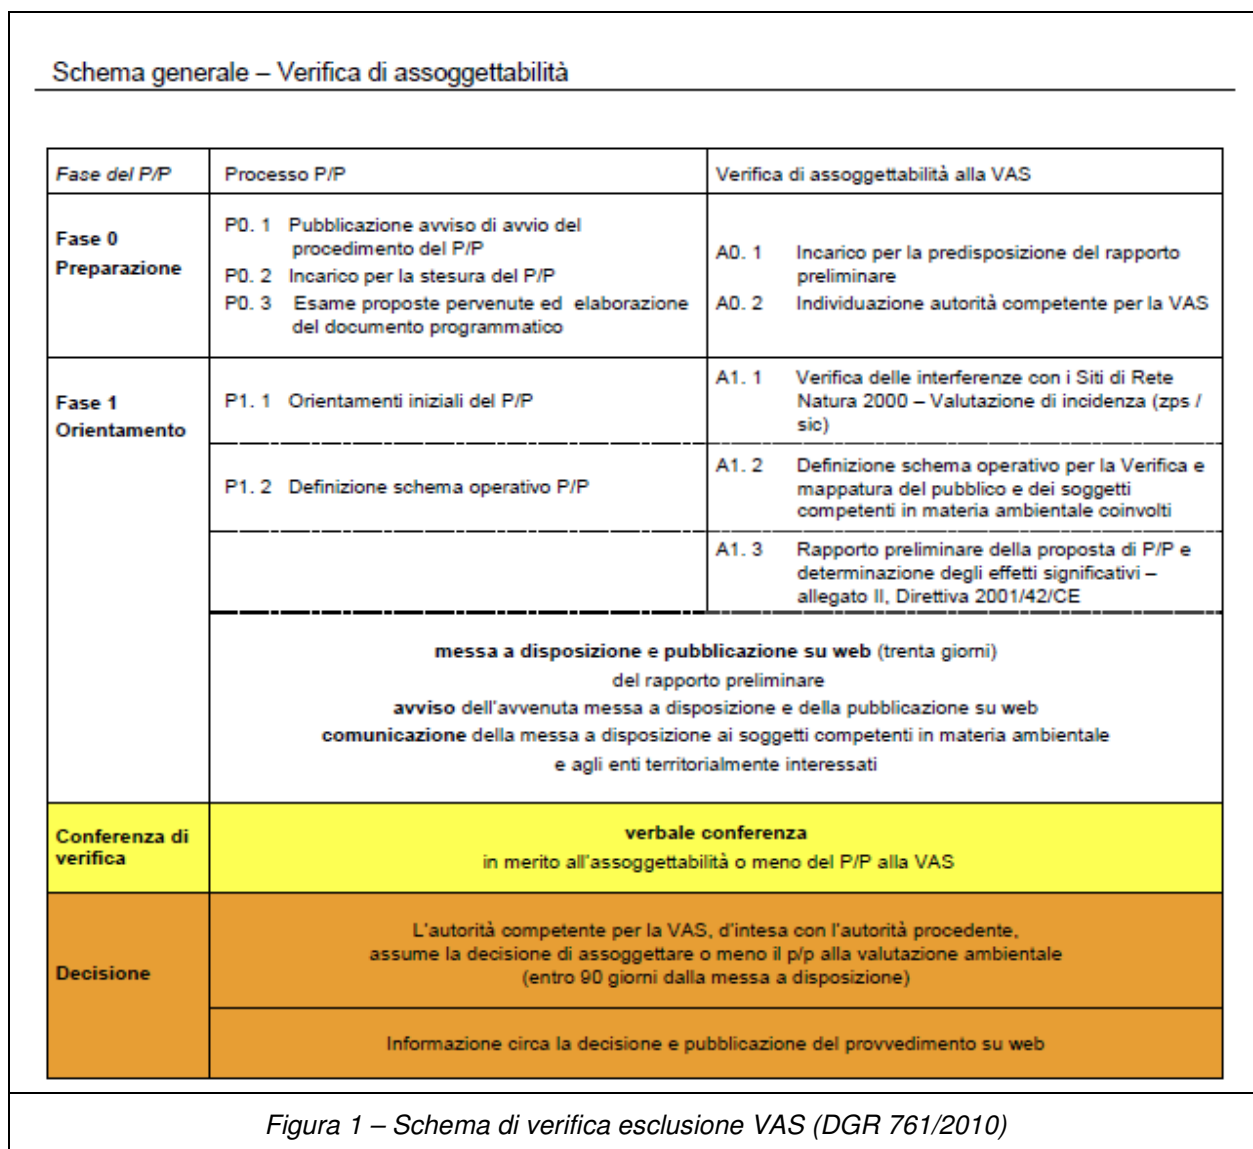 Schema generale – Verifica di assoggettabilità
Fase del P/P
Processo P/P
Verifica di assoggettabilità alla VAS
Fase 0
Preparazione
P0. 1 Pubblicazione avviso di avvio del
procedimento del P/P
P0. 2 Incarico per la stesura del P/P
P0. 3 Esame proposte pervenute ed elaborazione
del documento programmatico
A0. 1 Incarico per la predisposizione del rapporto
preliminare
A0. 2 Individuazione autorità competente per la VAS
Fase 1
Orientamento
P1. 1 Orientamenti iniziali del P/P
A1. 1 Verifica delle interferenze con i Siti di Rete
Natura 2000 – Valutazione di incidenza (zps /
sic)
P1. 2 Definizione schema operativo P/P
A1. 2 Definizione schema operativo per la Verifica e
mappatura del pubblico e dei soggetti
competenti in materia ambientale coinvolti
A1. 3 Rapporto preliminare della proposta di P/P e
determinazione degli effetti significativi –
allegato II, Direttiva 2001/42/CE
messa a disposizione e pubblicazione su web (trenta giorni)
del rapporto preliminare
avviso dell'avvenuta messa a disposizione e della pubblicazione su web
comunicazione della messa a disposizione ai soggetti competenti in materia ambientale
e agli enti territorialmente interessati
Conferenza di
verifica
verbale conferenza
in merito all'assoggettabilità o meno del P/P alla VAS
Decisione
L'autorità competente per la VAS, d'intesa con l'autorità procedente,
assume la decisione di assoggettare o meno il p/p alla valutazione ambientale
(entro 90 giorni dalla messa a disposizione)
Informazione circa la decisione e pubblicazione del provvedimento su web
Figura 1 – Schema di verifica esclusione VAS (DGR 761/2010)